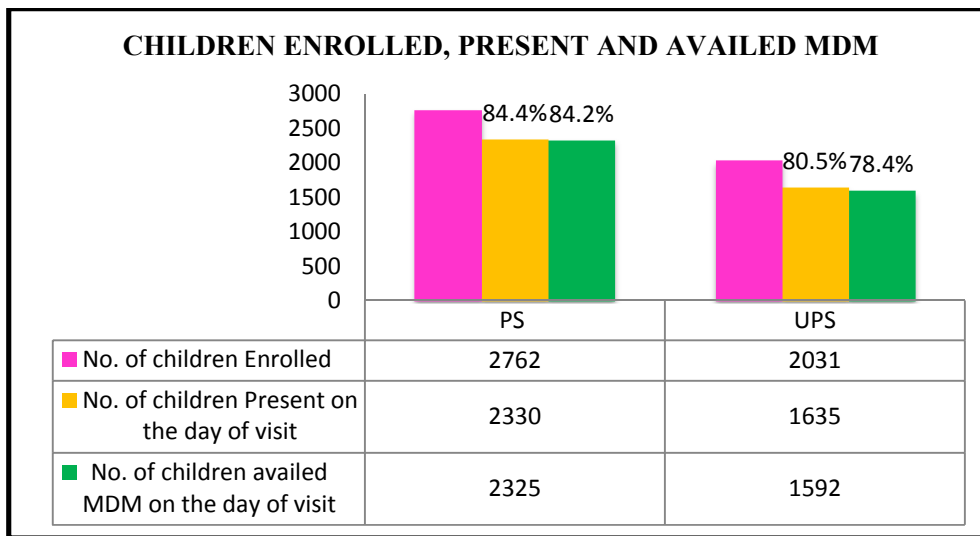 CHILDREN ENROLLED, PRESENT AND AVAILED MDM
3000
2500
2000
1500
1000
500
0
84.4% 84.2%
80.5% 78.4%
PS UPS
No. of children Enrolled 2762 2031
No. of children Present on
the day of visit 2330 1635
No. of children availed
MDM on the day of visit 2325 1592